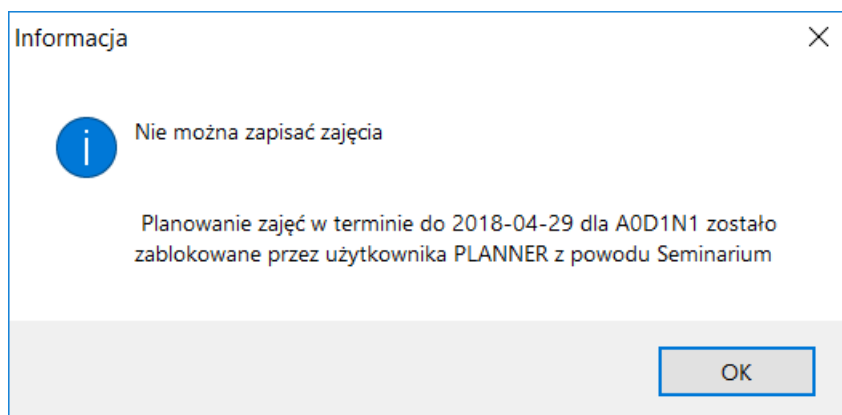 Informacja
Nie można zapisać zajęcia
Planowanie zajęć w terminie do 2018-04-29 dla A0D1N1 zostało
zablokowane przez użytkownika PLANNER z powodu Seminarium
OK